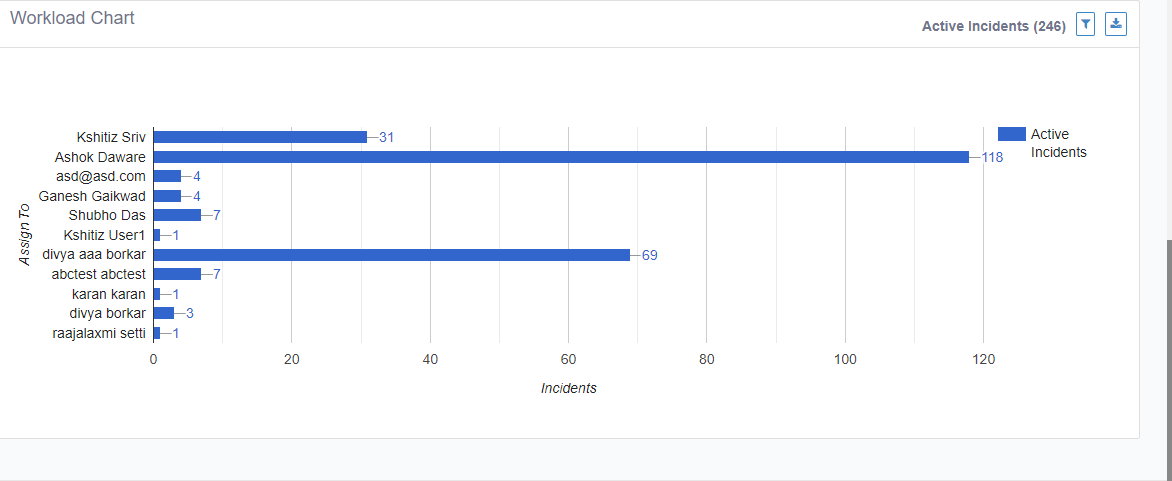 Workload Chart
Active Incidents (246)
Kshitiz Sriv 31
Ashok Daware 118
asd@asd.com 4
Ganesh Gaikwad 4
Shubho Das 7
Kshitiz User1 1
divya aaa borkar 69
abctest abctest 7
karan karan 1
divya borkar 3
raajalaxmi setti 1
Assign To
0 20 40 60 80 100 120
Incidents
Active
Incidents